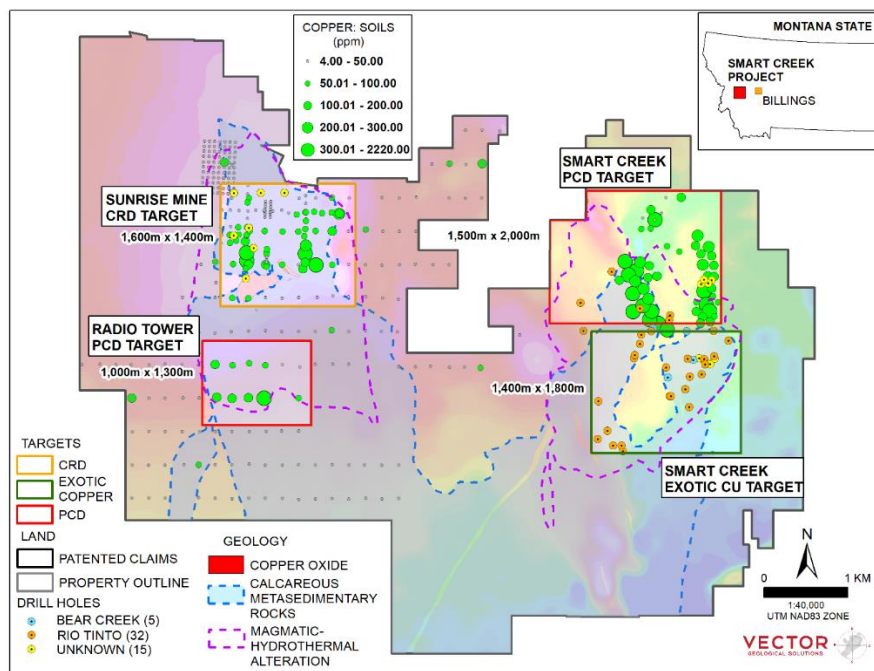 COPPER: SOILS
(ppm)
4.00 - 50.00
50.01 - 100.00
100.01 - 200.00
200.01 - 300.00
300.01 - 2220.00
MONTANA STATE
SMART CREEK
PROJECT
BILLINGS
SUNRISE MINE
CRD TARGET
1,600m x 1,400m
SMART CREEK
PCD TARGET
1,500m x 2,000m
RADIO TOWER
PCD TARGET
1,000m x 1,300m
1,400m x 1,800m
SMART CREEK
EXOTIC CU TARGET
TARGETS
CRD
EXOTIC
COPPER
PCD
LAND
PATENTED CLAIMS
PROPERTY OUTLINE
DRILL HOLES
BEAR CREEK (5)
RIO TINTO (32)
UNKNOWN (15)
GEOLOGY
COPPER OXIDE
CALCAREOUS
METASEDIMENTARY
ROCKS
MAGMATIC-
HYDROTHERMAL
ALTERATION
N
0 1 KM
1:40,000
UTM NAD83 ZONE
VECTOR
GEOLOGICAL SOLUTIONS